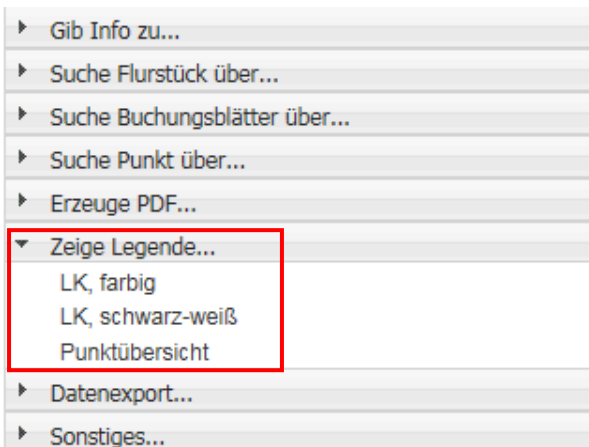 Gib Info zu...
Suche Flurstück über...
Suche Buchungsblätter über...
Suche Punkt über...
Erzeuge PDF...
Zeige Legende...
LK, farbig
LK, schwarz-weiß
Punktübersicht
Datenexport...
Sonstiges...